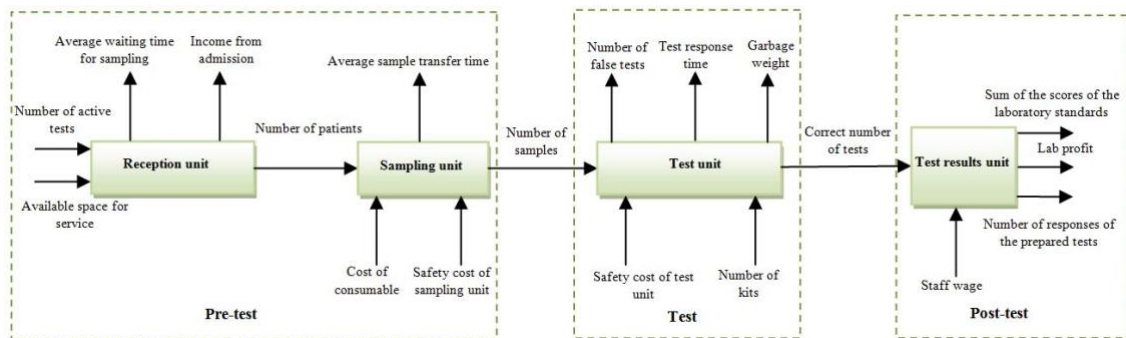 Average waiting time
for sampling
Income from
admission
Number of active
tests
Reception unit
Available space for
service
Number of patients
Average sample transfer time
Sampling unit
Cost of
consumable
Safety cost of
sampling unit
Pre-test
Number of
samples
Number of
false tests
Test response
time
Garbage
weight
Test unit
Safety cost of test
unit
Number of
kits
Test
Correct number
of tests
Test results unit
Sum of the scores of the
laboratory standards
Lab profit
Number of responses of
the prepared tests
Staff wage
Post-test